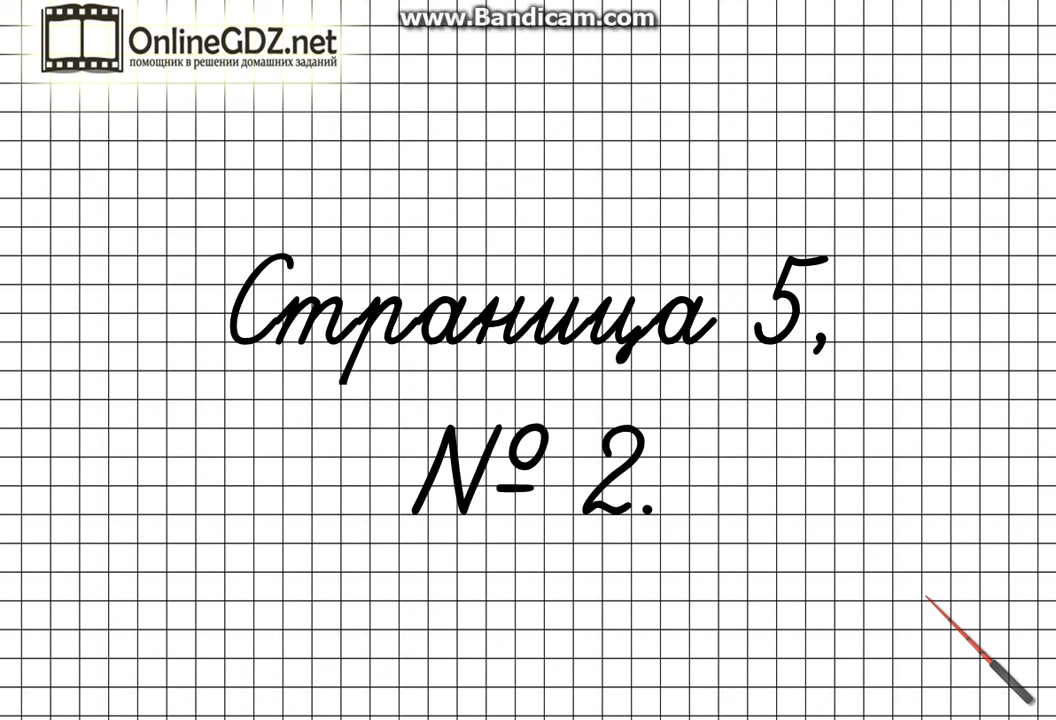 www.Bandicam.com
OnlineGDZ.net
помощник в решении домашних заданий
Страница 5,
№ 2.